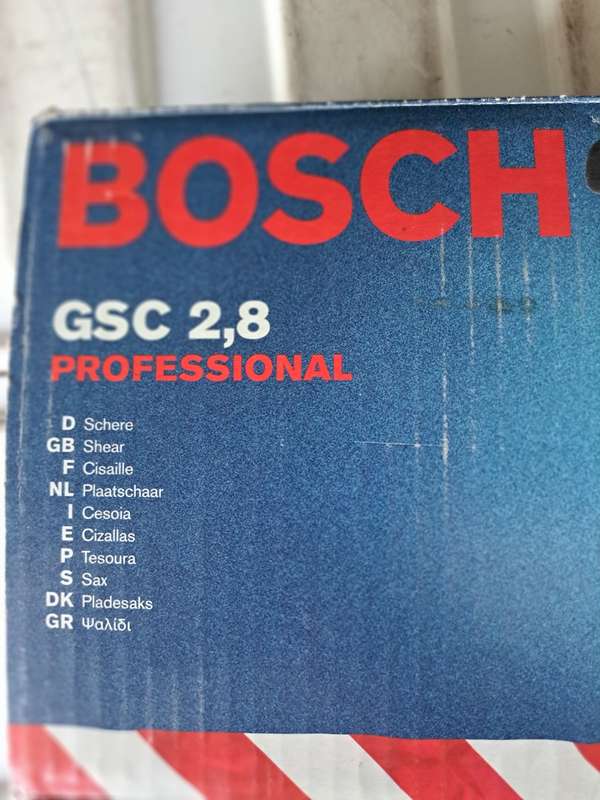 BOSCH
GSC 2,8
PROFESSIONAL
D Schere
GB Shear
F Cisaille
NL Plaatschaar
I Cesoia
E Cizallas
P Tesoura
S Sax
DK Pladesaks
GR Ψαλίδι